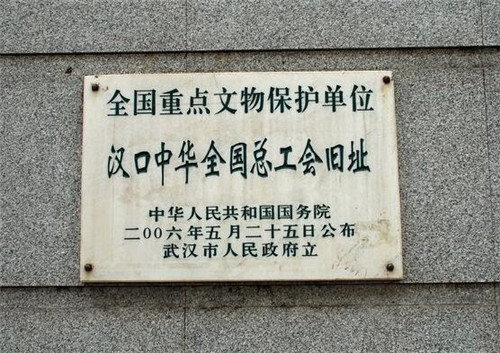 全国重点文物保护单位
汉口中华全国总工会旧址
中华人民共和国国务院
二00六年五月二十五日公布
武汉市人民政府立